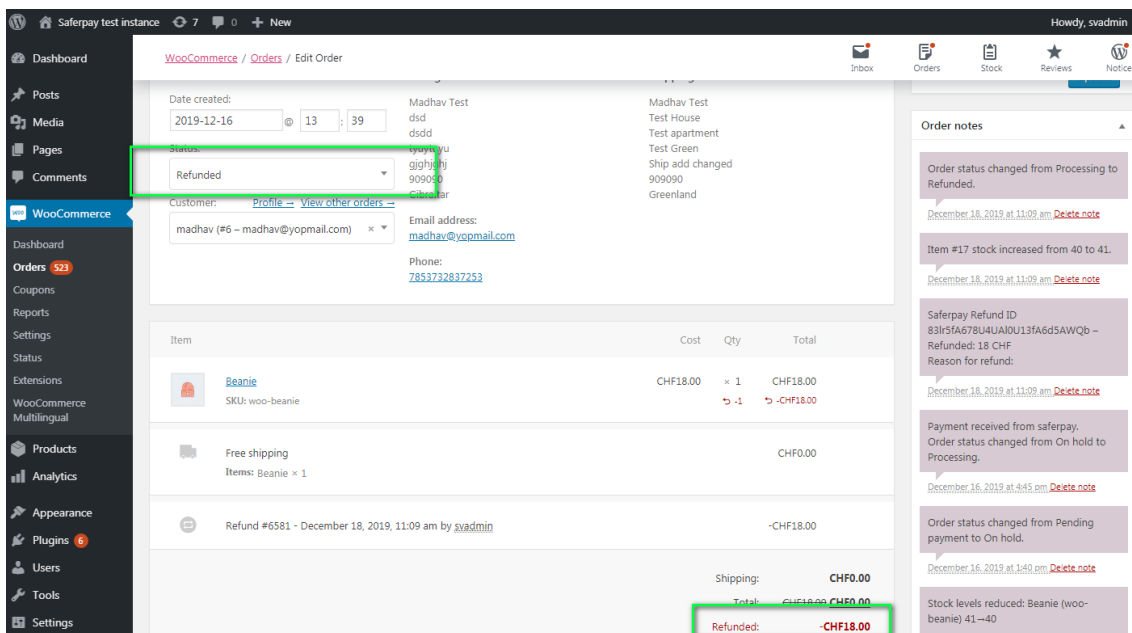 Saferpay test instance 7 0 + New Howdy, svadmin
Dashboard
Posts
Media
Pages
Comments
WooCommerce
Dashboard
Orders 523
Coupons
Reports
Settings
Status
Extensions
WooCommerce
Multilingual
Products
Analytics
Appearance
Plugins 6
Users
Tools
Settings
WooCommerce / Orders / Edit Order
Inbox
Orders
Stock
Reviews
Notice
Date created:
2019-12-16 @ 13 : 39
Status:
Refunded
Customer: Profile → View other orders →
madhav (#6 – madhav@yopmail.com) ×
Madhav Test
dsd
dsdd
gjghjghj
909090
Gibraltar
Email address:
madhav@yopmail.com
Phone:
7853732837253
Madhav Test
Test House
Test apartment
Test Green
Ship add changed
909090
Greenland
Item Cost Qty Total
Beanie CHF18.00 × 1 CHF18.00
SKU: woo-beanie -1 -CHF18.00
Free shipping CHF0.00
Items: Beanie × 1
Refund #6581 - December 18, 2019, 11:09 am by svadmin -CHF18.00
Shipping: CHF0.00
Total: CHF18.00 CHF0.00
Refunded: -CHF18.00
Order notes
Order status changed from Processing to
Refunded.
December 18, 2019 at 11:09 am Delete note
Item #17 stock increased from 40 to 41.
December 18, 2019 at 11:09 am Delete note
Saferpay Refund ID
83lr5fA678U4UAl0U13fA6d5AWQb –
Refunded: 18 CHF
Reason for refund:
December 18, 2019 at 11:09 am Delete note
Payment received from saferpay.
Order status changed from On hold to
Processing.
December 16, 2019 at 4:45 pm Delete note
Order status changed from Pending
payment to On hold.
December 16, 2019 at 1:40 pm Delete note
Stock levels reduced: Beanie (woo-
beanie) 41→40